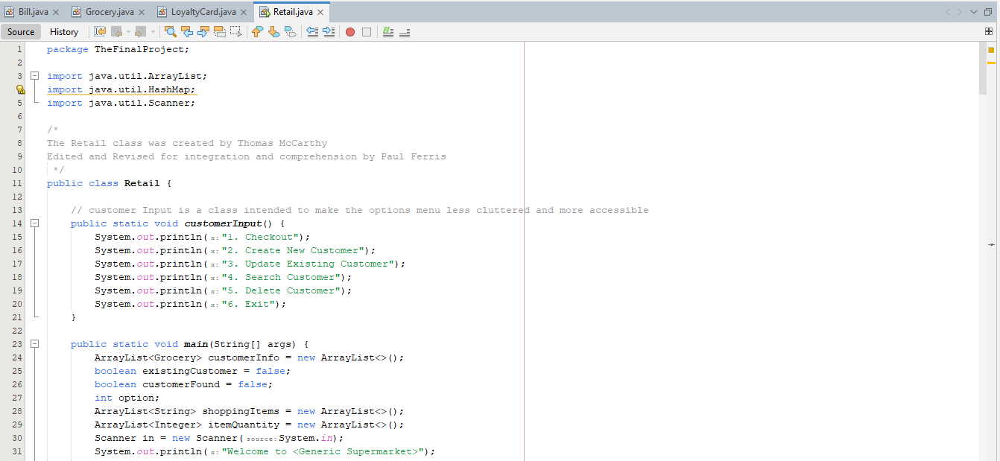 Bill.java Grocery.java LoyaltyCard.java Retail.java
Source History
1 package TheFinalProject;
2
3 import java.util.ArrayList;
import java.util.HashMap;
5 import java.util.Scanner;
6
7 /*
8 The Retail class was created by Thomas McCarthy
9 Edited and Revised for integration and comprehension by Paul Ferris
10 */
11 public class Retail {
12
13 // customer Input is a class intended to make the options menu less cluttered and more accessible
14 public static void customerInput() {
15 System.out.println(x:"1. Checkout");
16 System.out.println(x:"2. Create New Customer");
17 System.out.println(x:"3. Update Existing Customer");
18 System.out.println(x:"4. Search Customer");
19 System.out.println(x:"5. Delete Customer");
20 System.out.println(x:"6. Exit");
21 }
22
23 public static void main(String[] args) {
24 ArrayList<Grocery> customerInfo = new ArrayList<>();
25 boolean existingCustomer = false;
26 boolean customerFound = false;
27 int option;
28 ArrayList<String> shoppingItems = new ArrayList<>();
29 ArrayList<Integer> itemQuantity = new ArrayList<>();
30 Scanner in = new Scanner(source:System.in);
31 System.out.println(x:"Welcome to <Generic Supermarket>");